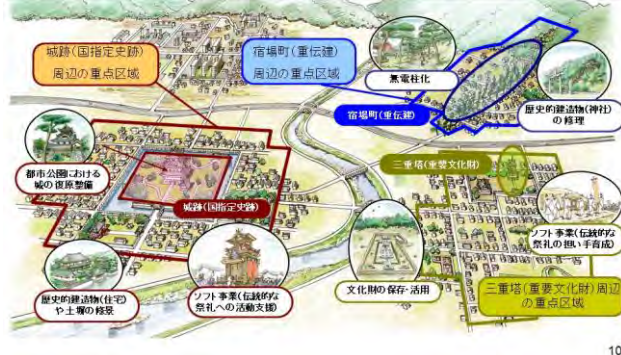 城跡(国指定史跡)
周辺の重点区域
宿場町(重伝建)
周辺の重点区域
無電柱化
宿場町(重伝建)
歴史的建造物(神社)
の修理
都市公園における
城の復原整備
城跡(国指定史跡)
三重塔(重要文化財)
ソフト事業(伝統的な
祭礼の担い手育成)
歴史的建造物(住宅)
や土塀の修景
ソフト事業(伝統的な
祭礼への活動支援)
文化財の保存・活用
三重塔(重要文化財)周辺
の重点区域
10